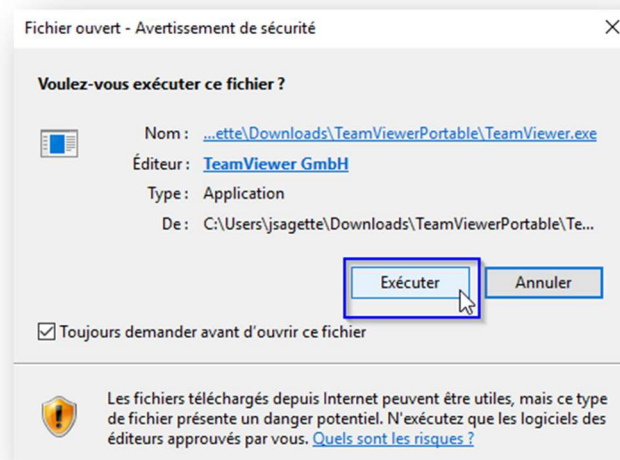 Fichier ouvert - Avertissement de sécurité
Voulez-vous exécuter ce fichier ?
Nom : ...ette\Downloads\TeamViewerPortable\TeamViewer.exe
Éditeur : TeamViewer GmbH
Type : Application
De : C:\Users\jsagette\Downloads\TeamViewerPortable\Te...
Exécuter Annuler
Toujours demander avant d'ouvrir ce fichier
Les fichiers téléchargés depuis Internet peuvent être utiles, mais ce type
de fichier présente un danger potentiel. N'exécutez que les logiciels des
éditeurs approuvés par vous. Quels sont les risques ?